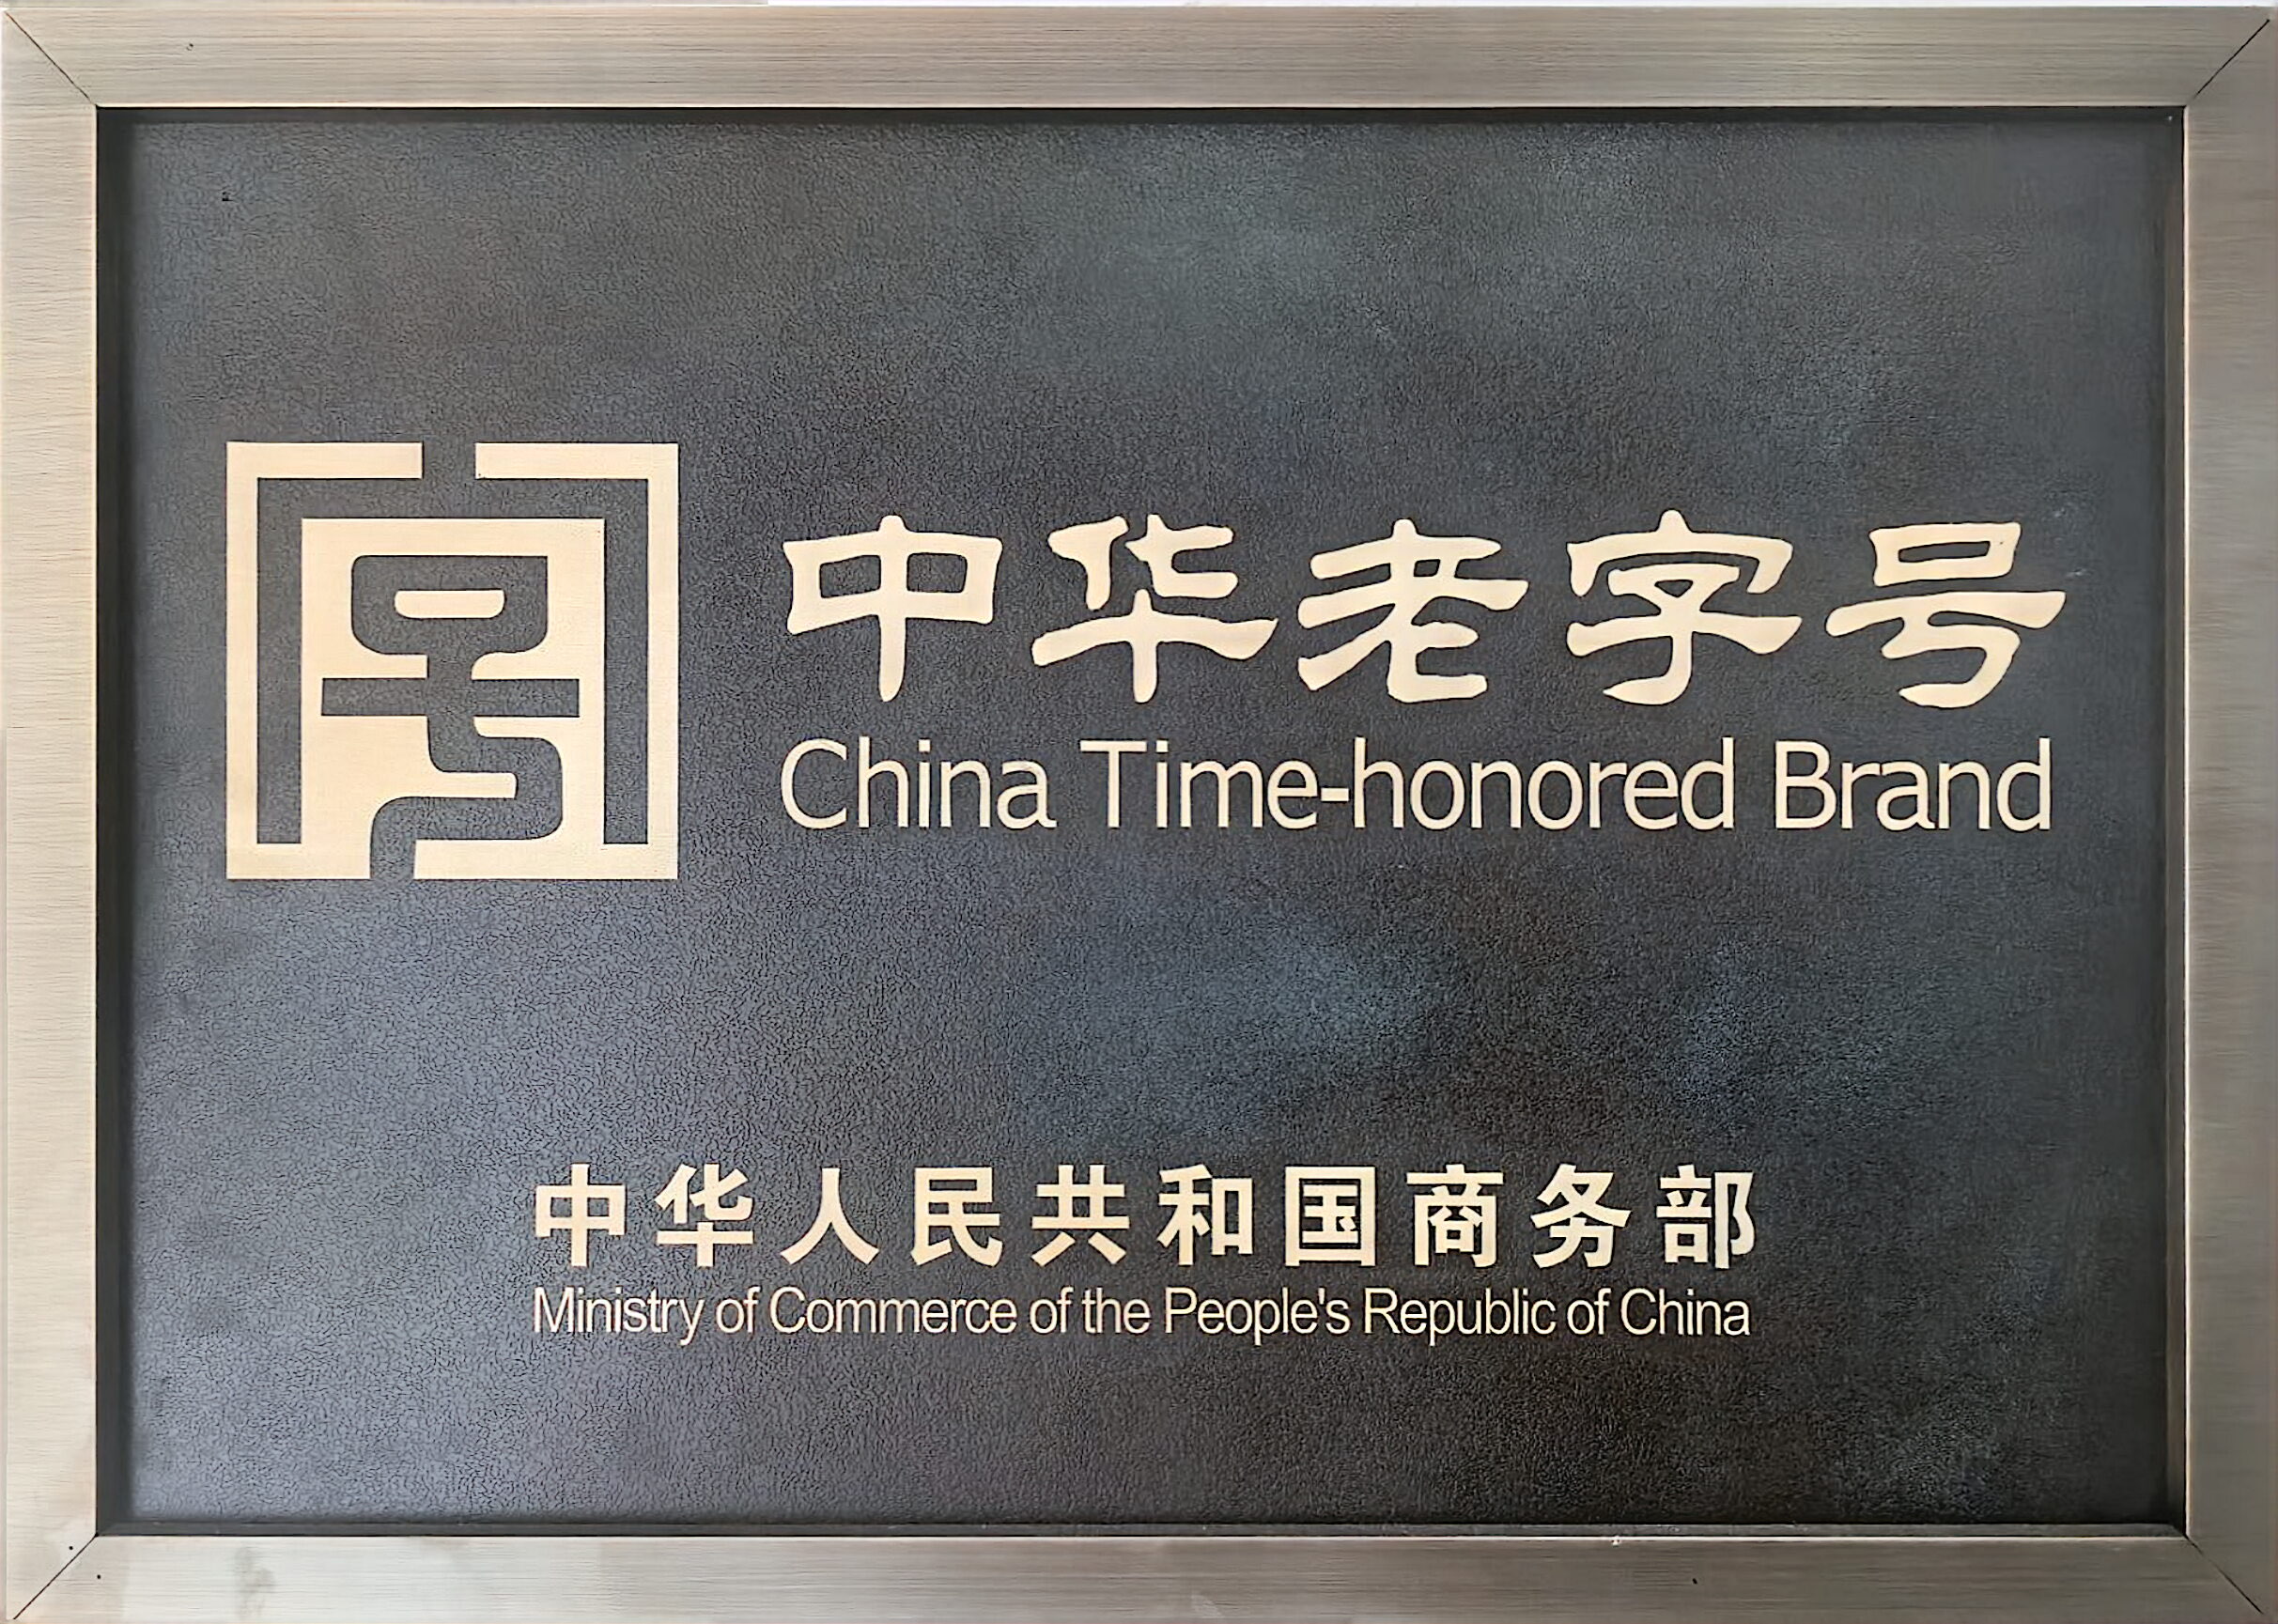 中华老字号
China Time-honored Brand
中华人民共和国商务部
Ministry of Commerce of the People's Republic of China